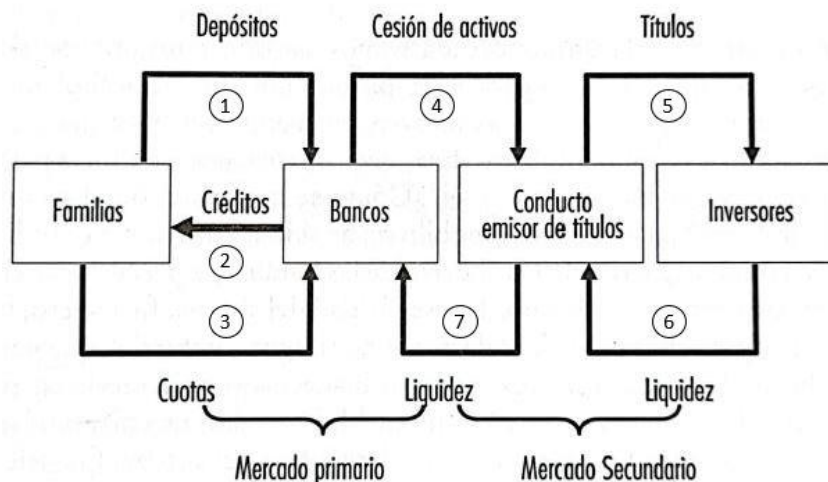 Depósitos
Cesión de activos
Títulos
1
4
5
Familias
Créditos
Bancos
Conducto
emisor de títulos
Inversores
2
3
7
6
Cuotas
Liquidez
Liquidez
Mercado primario
Mercado Secundario